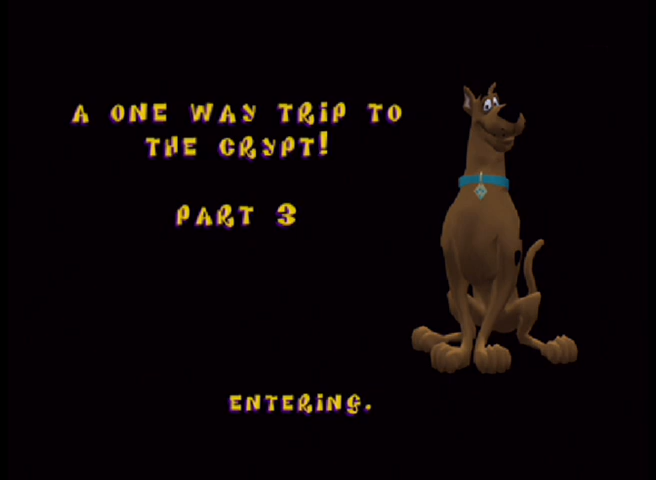 A ONE WAY TRiP TO
THE CRYPT!
PART 3
ENTERiNG.